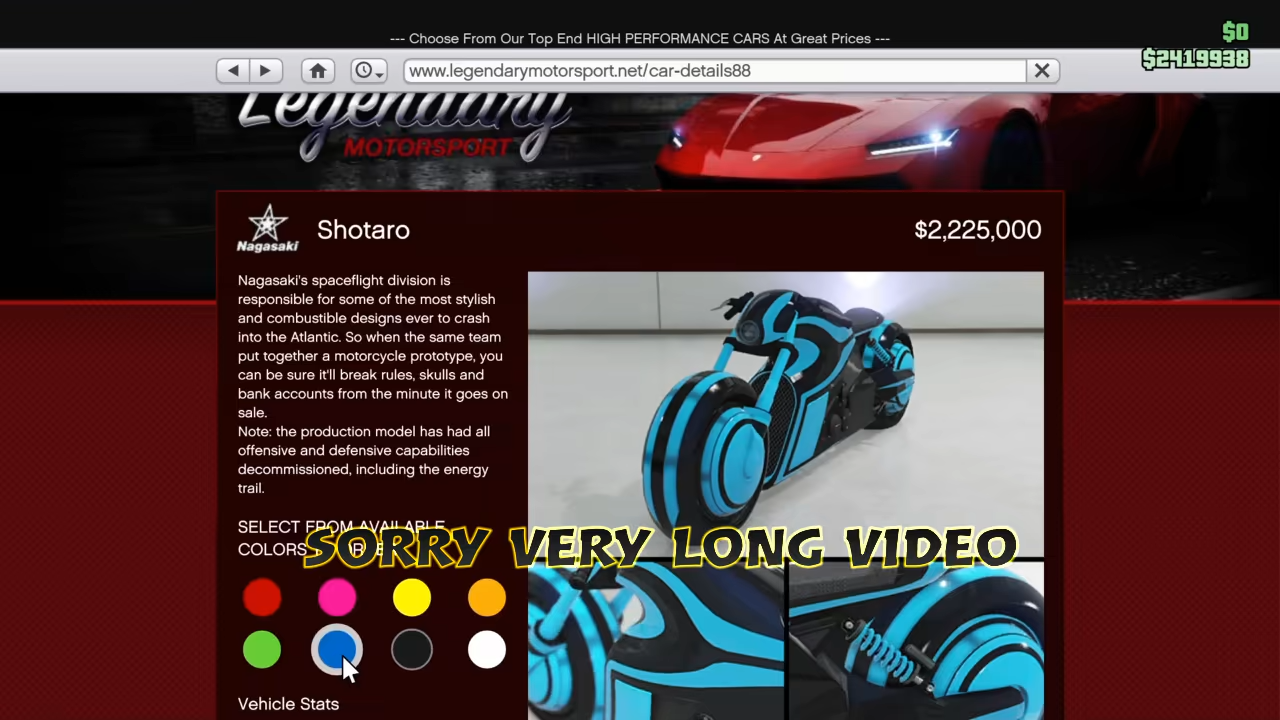 --- Choose From Our Top End HIGH PERFORMANCE CARS At Great Prices ---
$0
$2419938
www.legendarymotorsport.net/car-details88
Legendary
MOTORSPORT
Nagasaki
Shotaro
$2,225,000
Nagasaki's spaceflight division is
responsible for some of the most stylish
and combustible designs ever to crash
into the Atlantic. So when the same team
put together a motorcycle prototype, you
can be sure it'll break rules, skulls and
bank accounts from the minute it goes on
sale.
Note: the production model has had all
offensive and defensive capabilities
decommissioned, including the energy
trail.
SELECT FROM AVAILABLE
COLORS
SORRY VERY LONG VIDEO
Vehicle Stats